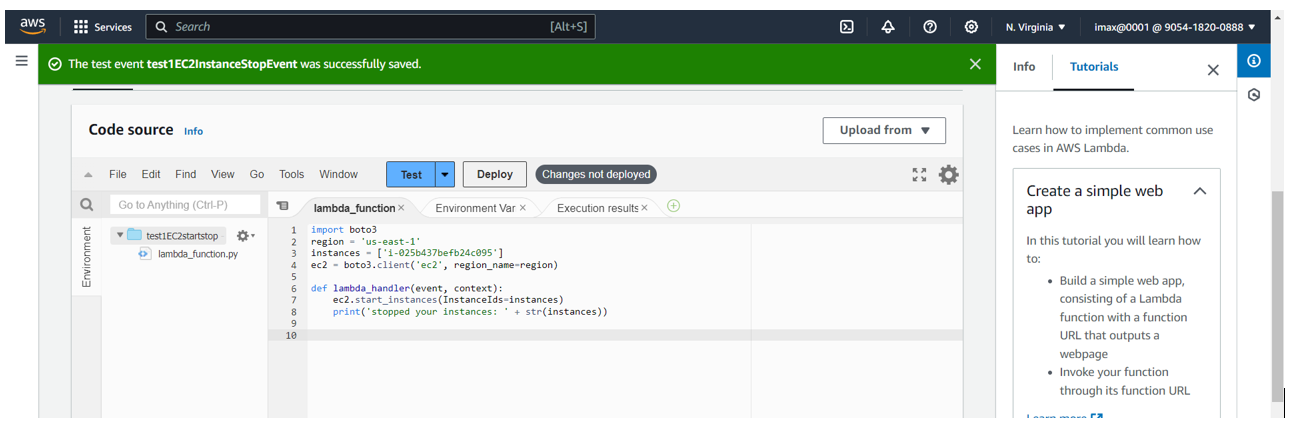 aws
Services
Search [Alt+S]
N. Virginia
imax@0001 @ 9054-1820-0888
The test event test1EC2InstanceStopEvent was successfully saved.
Code source Info
Upload from
File Edit Find View Go Tools Window
Test
Deploy
Changes not deployed
Go to Anything (Ctrl-P)
Environment
test1EC2startstop
lambda_function.py
lambda_function
Environment Var
Execution results
1 import boto3
2 region = 'us-east-1'
3 instances = ['i-025b437befb24c095']
4 ec2 = boto3.client('ec2', region_name=region)
5
6 def lambda_handler(event, context):
7     ec2.start_instances(InstanceIds=instances)
8     print('stopped your instances: ' + str(instances))
9
10
Info
Tutorials
Learn how to implement common use
cases in AWS Lambda.
Create a simple web
app
In this tutorial you will learn how
to:
• Build a simple web app,
consisting of a Lambda
function with a
function URL that outputs a
webpage
• Invoke your function
through its function URL
Learn more